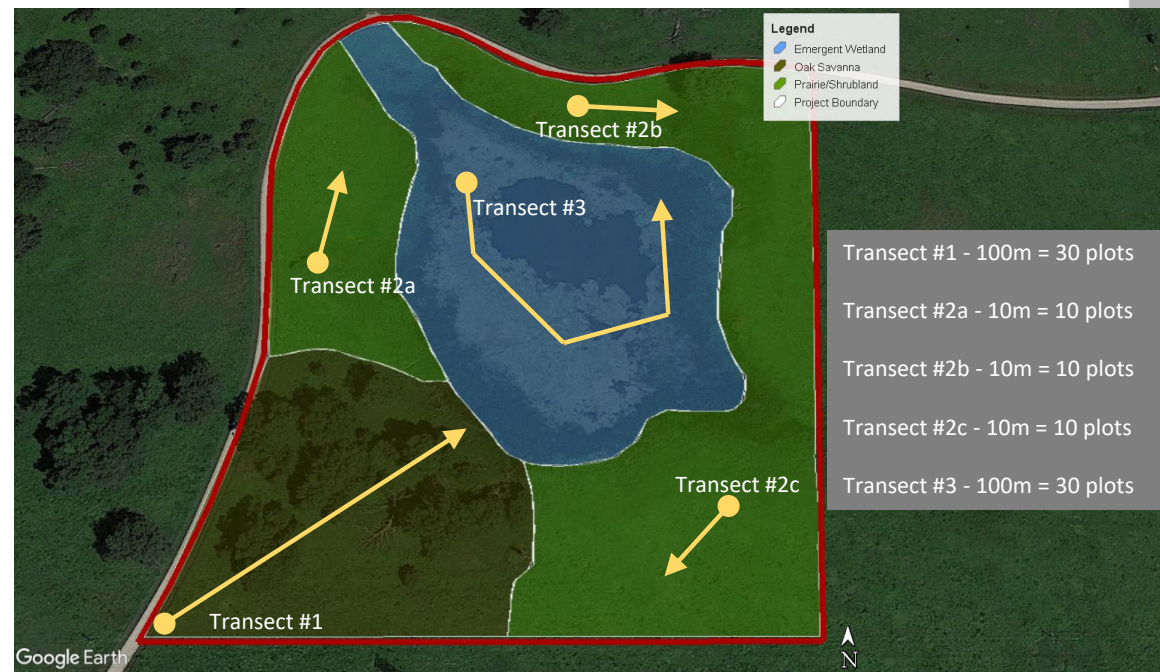 Legend
Emergent Wetland
Oak Savanna
Prairie/Shrubland
Project Boundary
Transect #2b
Transect #3
Transect #2a
Transect #1 - 100m = 30 plots
Transect #2a - 10m = 10 plots
Transect #2b - 10m = 10 plots
Transect #2c - 10m = 10 plots
Transect #3 - 100m = 30 plots
Transect #2c
Transect #1
Google Earth
N